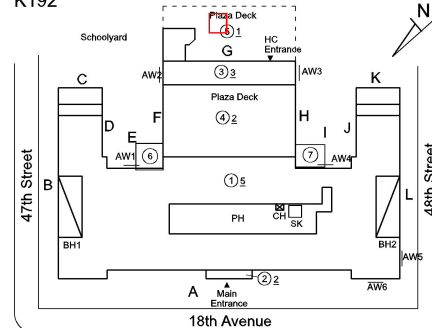 K192
N
Plaza Deck
Schoolyard
5 1
G
HC
Entrance
AW2
3 3
AW3
C
K
Plaza Deck
F
4 2
H
D
E
I
J
AW1
6
7
AW4
47th Street
B
1 5
L
48th Street
PH
CH
SK
BH1
BH2
AW5
2 2
A
Main
Entrance
AW6
18th Avenue